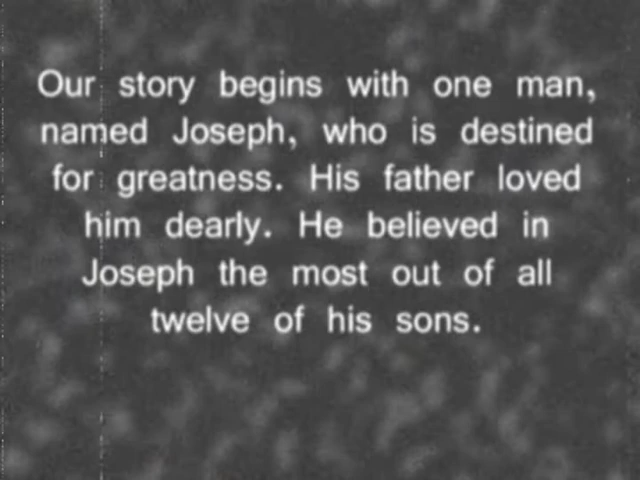 Our story begins with one man,
named Joseph, who is destined
for greatness. His father loved
him dearly. He believed in
Joseph the most out of all
twelve of his sons.